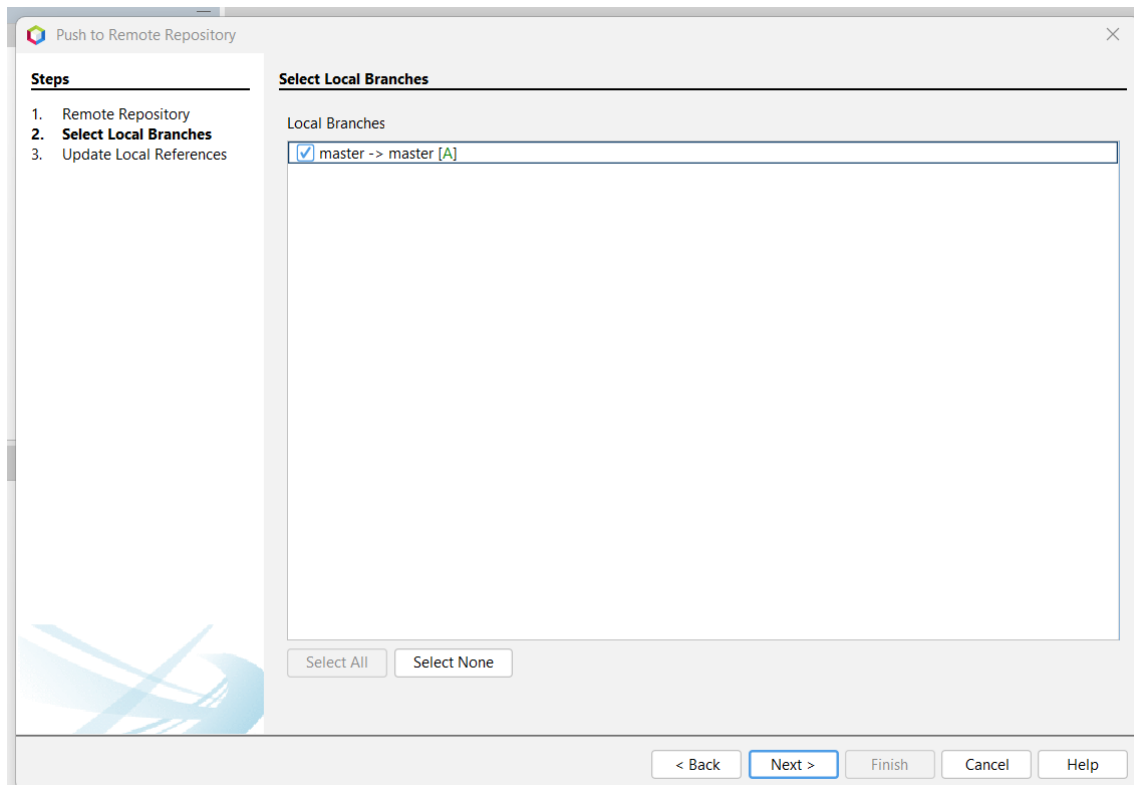 Push to Remote Repository
Steps
1. Remote Repository
2. Select Local Branches
3. Update Local References
Select Local Branches
Local Branches
master -> master [A]
Select All Select None
< Back Next > Finish Cancel Help